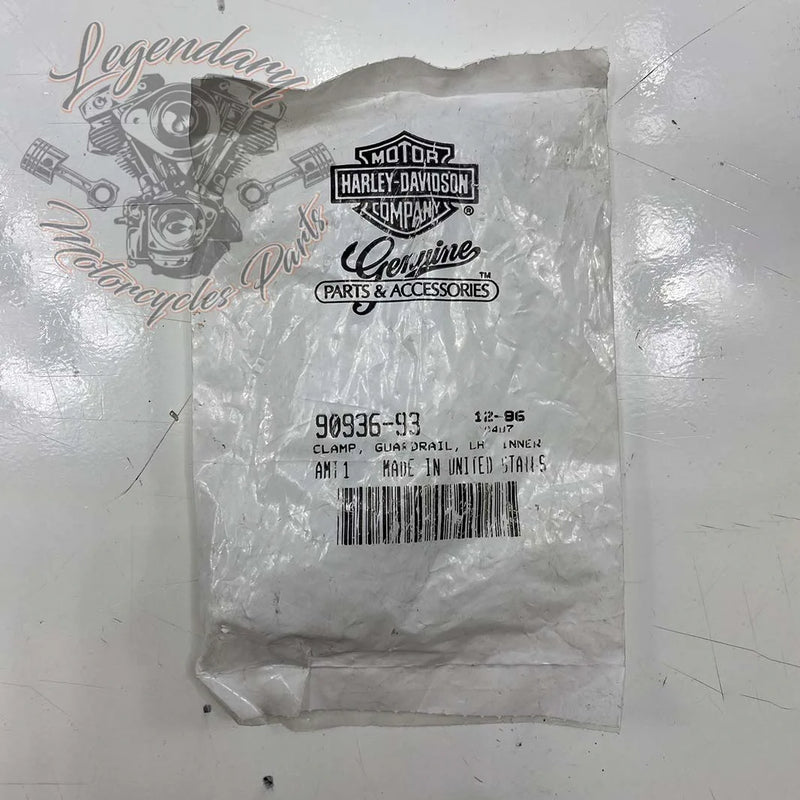 Legendary
Motorcycles Parts
MOTOR
HARLEY-DAVIDSON
COMPANY
®
Genuine
TM
PARTS & ACCESSORIES
90936-93 12-96
CLAMP, GUARDRAIL, LH INNER
AMT 1 MADE IN UNITED STATES